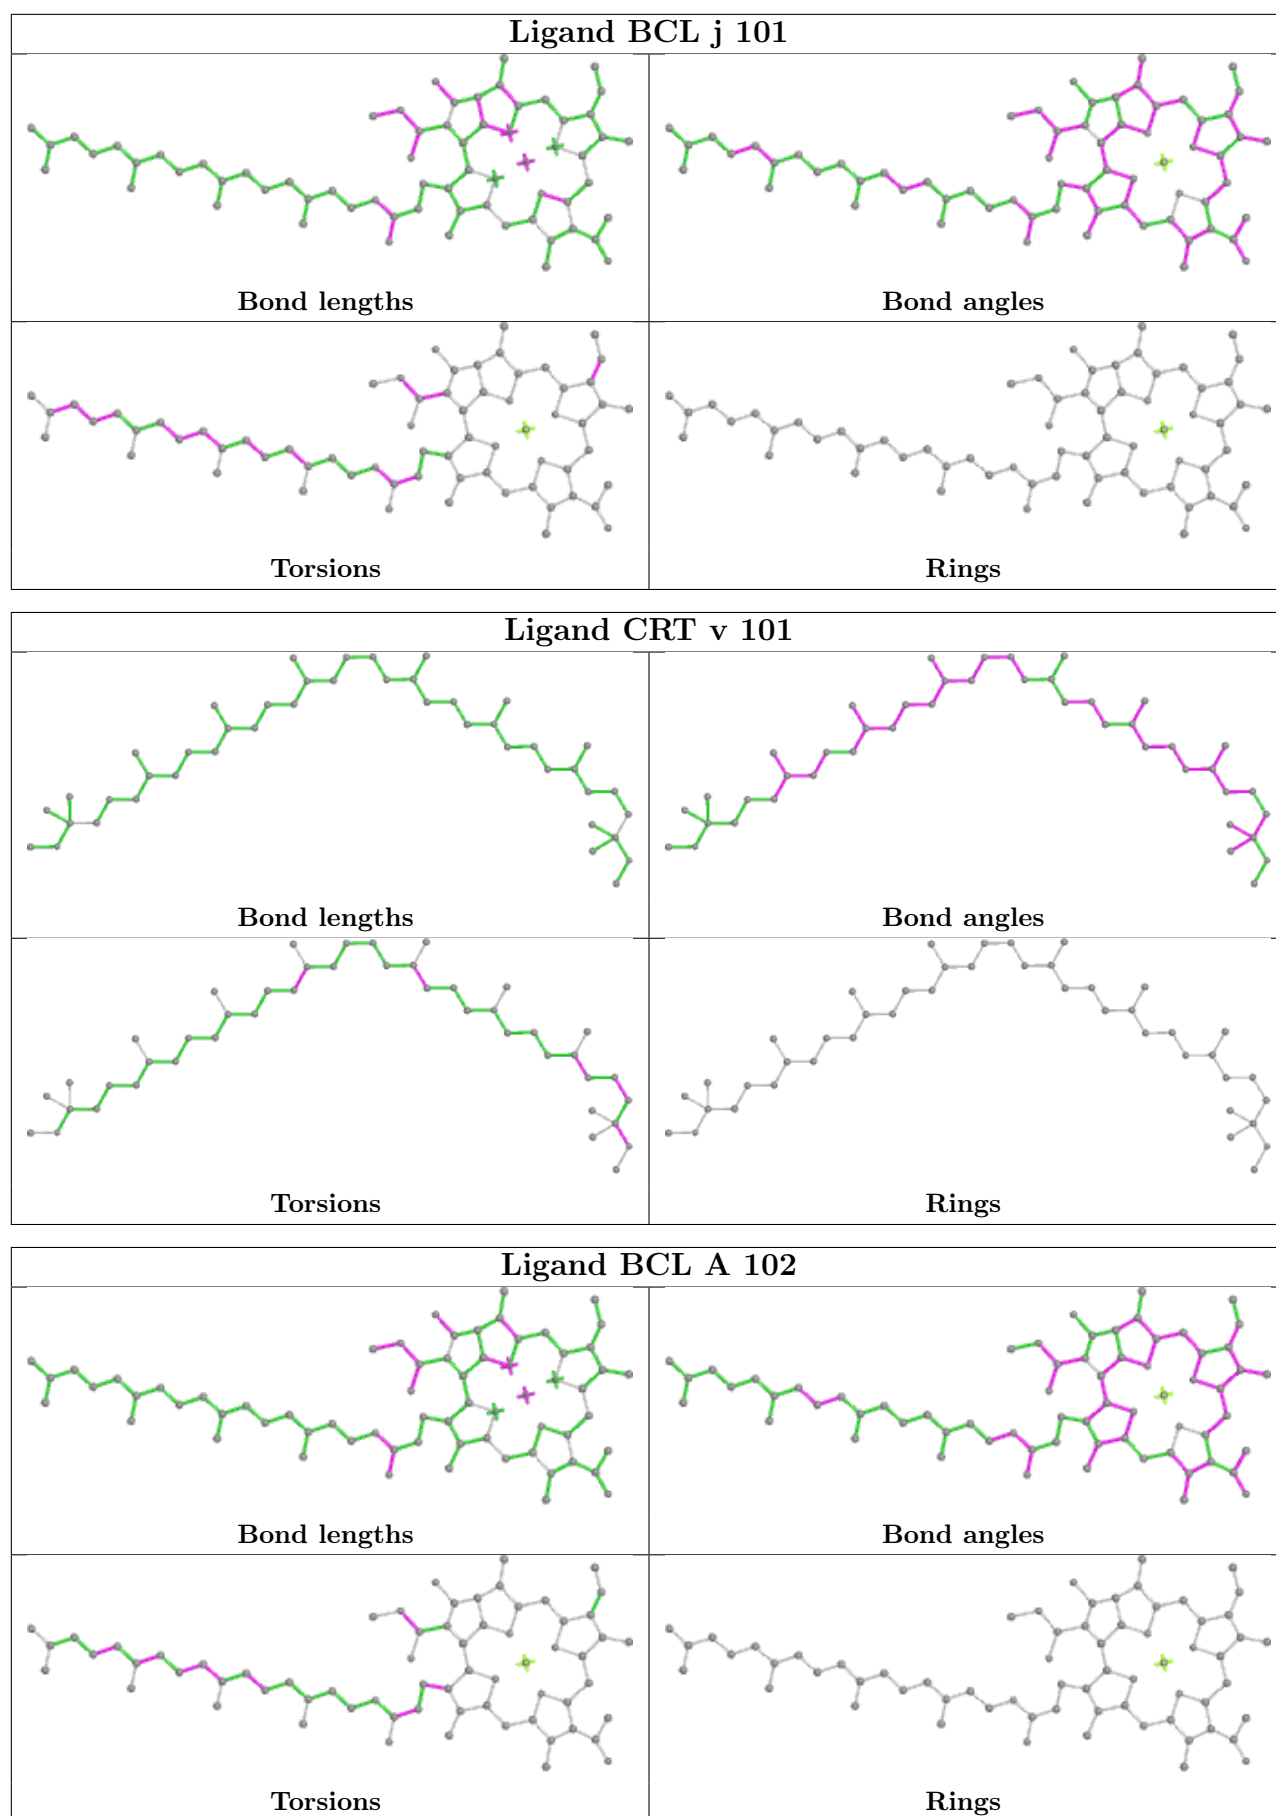 Ligand BCL j 101
Bond lengths
Bond angles
Torsions
Rings
Ligand CRT v 101
Bond lengths
Bond angles
Torsions
Rings
Ligand BCL A 102
Bond lengths
Bond angles
Torsions
Rings